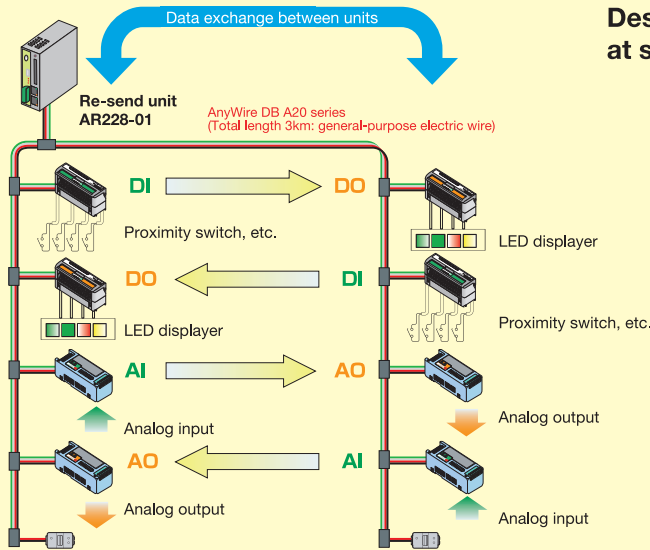 Data exchange between units
Des
at s
Re-send unit
AR228-01
AnyWire DB A20 series
(Total length 3km: general-purpose electric wire)
DI
DO
Proximity switch, etc.
LED displayer
DO
DI
LED displayer
Proximity switch, etc.
AI
AO
Analog input
Analog output
AO
AI
Analog output
Analog input